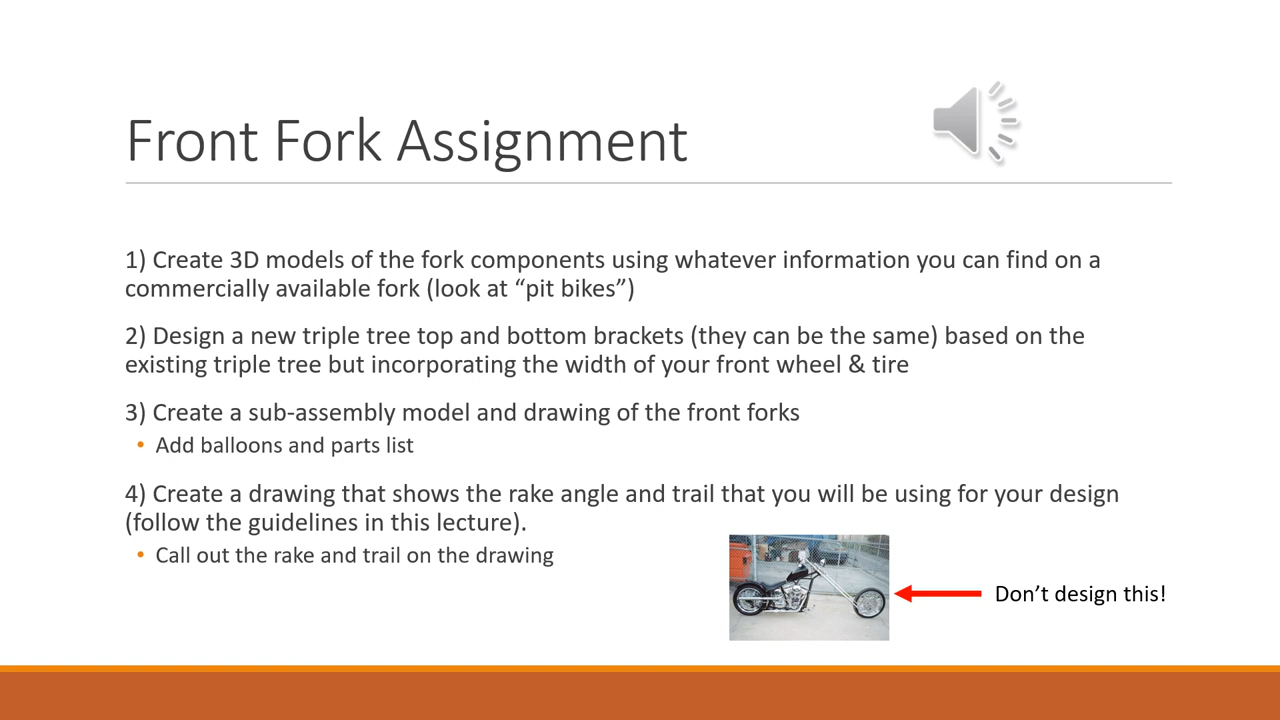 Front Fork Assignment
1) Create 3D models of the fork components using whatever information you can find on a
commercially available fork (look at “pit bikes”)
2) Design a new triple tree top and bottom brackets (they can be the same) based on the
existing triple tree but incorporating the width of your front wheel & tire
3) Create a sub-assembly model and drawing of the front forks
• Add balloons and parts list
4) Create a drawing that shows the rake angle and trail that you will be using for your design
(follow the guidelines in this lecture).
• Call out the rake and trail on the drawing
Don’t design this!